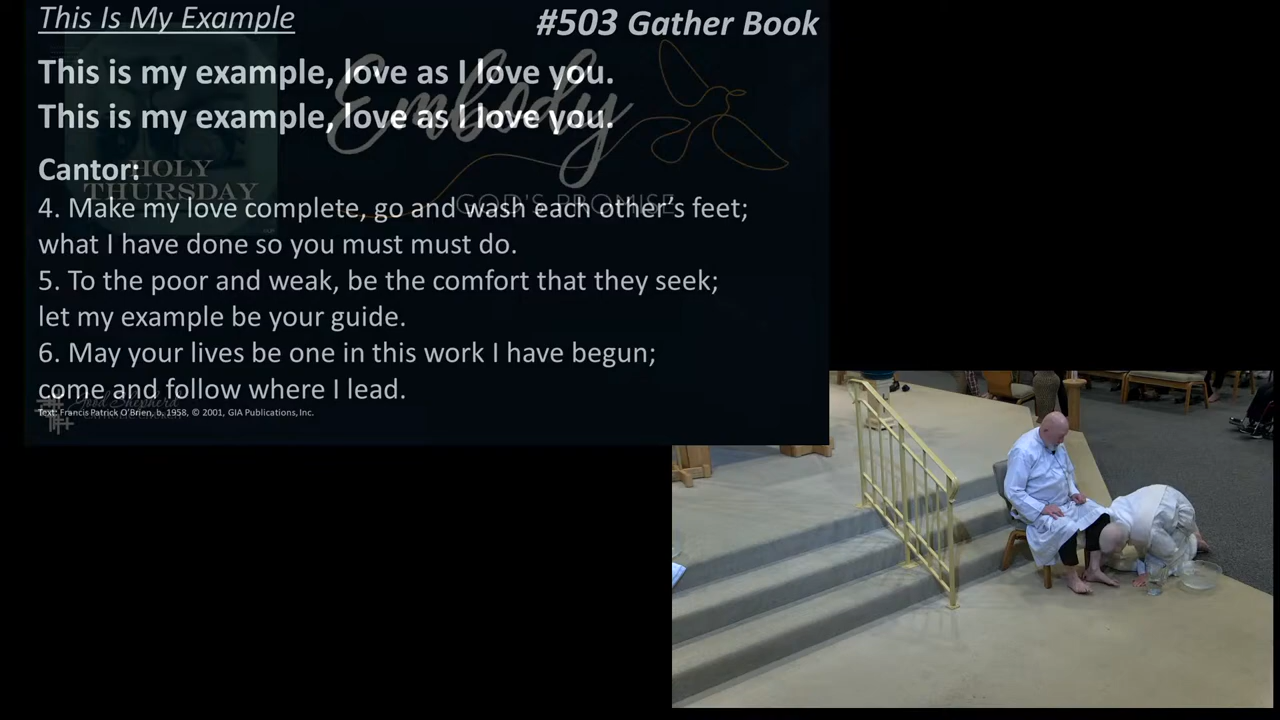 This Is My Example
#503 Gather Book
This is my example, love as I love you.
This is my example, love as I love you.
Embody
GOD'S PROMISE
HOLY
THURSDAY
Cantor:
4. Make my love complete, go and wash each other's feet;
what I have done so you must must do.
5. To the poor and weak, be the comfort that they seek;
let my example be your guide.
6. May your lives be one in this work I have begun;
come and follow where I lead.
Good Shepherd
Text: Francis Patrick O'Brien, b. 1958, © 2001, GIA Publications, Inc.